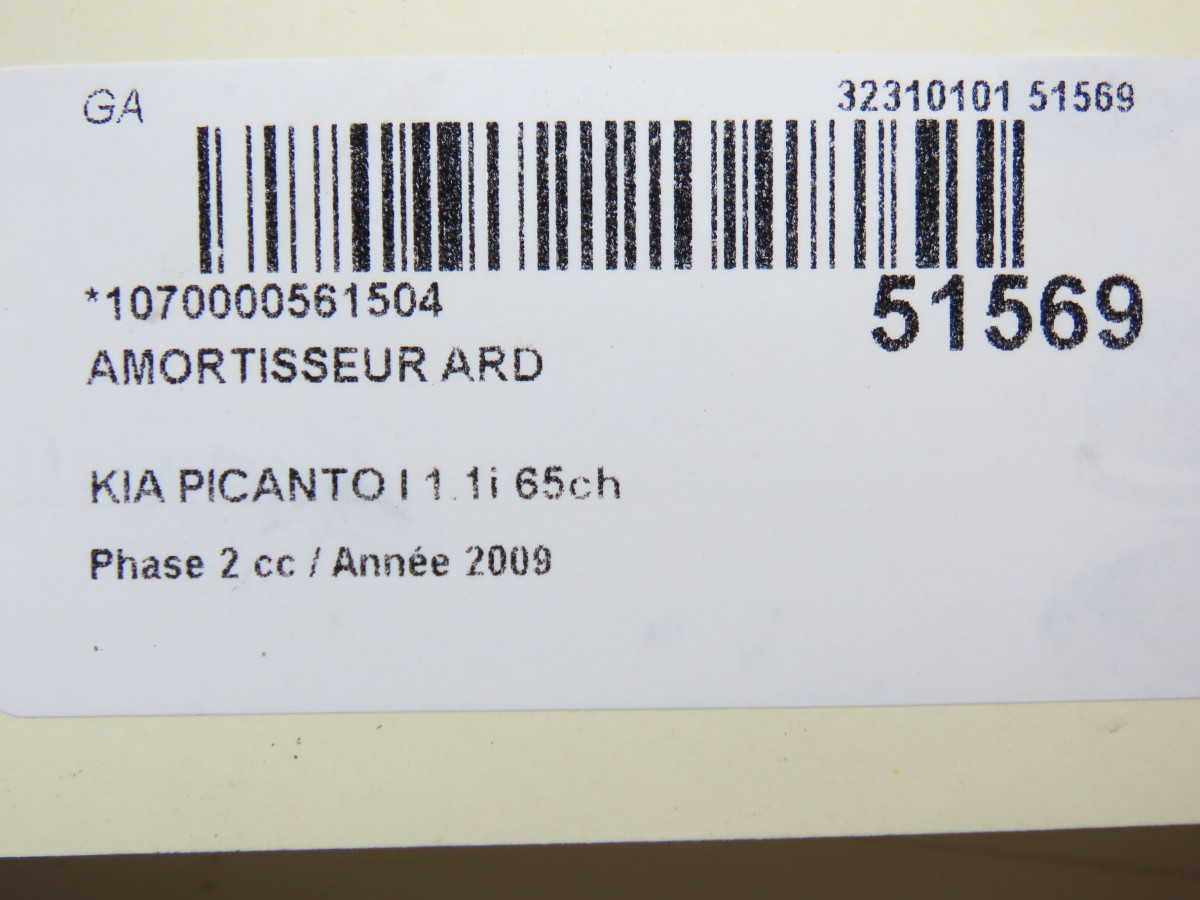 GA
32310101 51569
*1070000561504
51569
AMORTISSEUR ARD
KIA PICANTO I 1.1i 65ch
Phase 2 cc / Année 2009